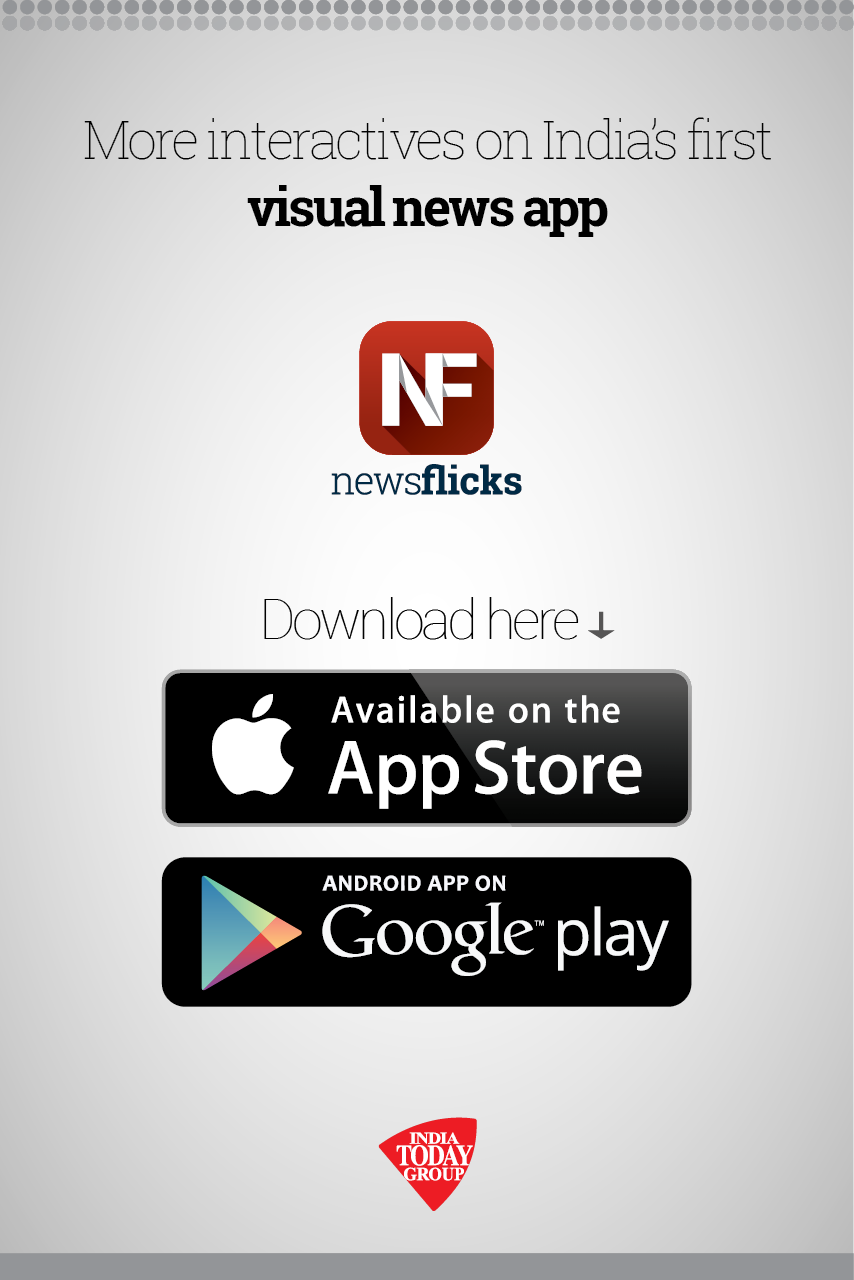 More interactives on India's first
visual news app
NF
newsflicks
Download here
Available on the
App Store
ANDROID APP ON
Google™ play
INDIA
TODAY
GROUP